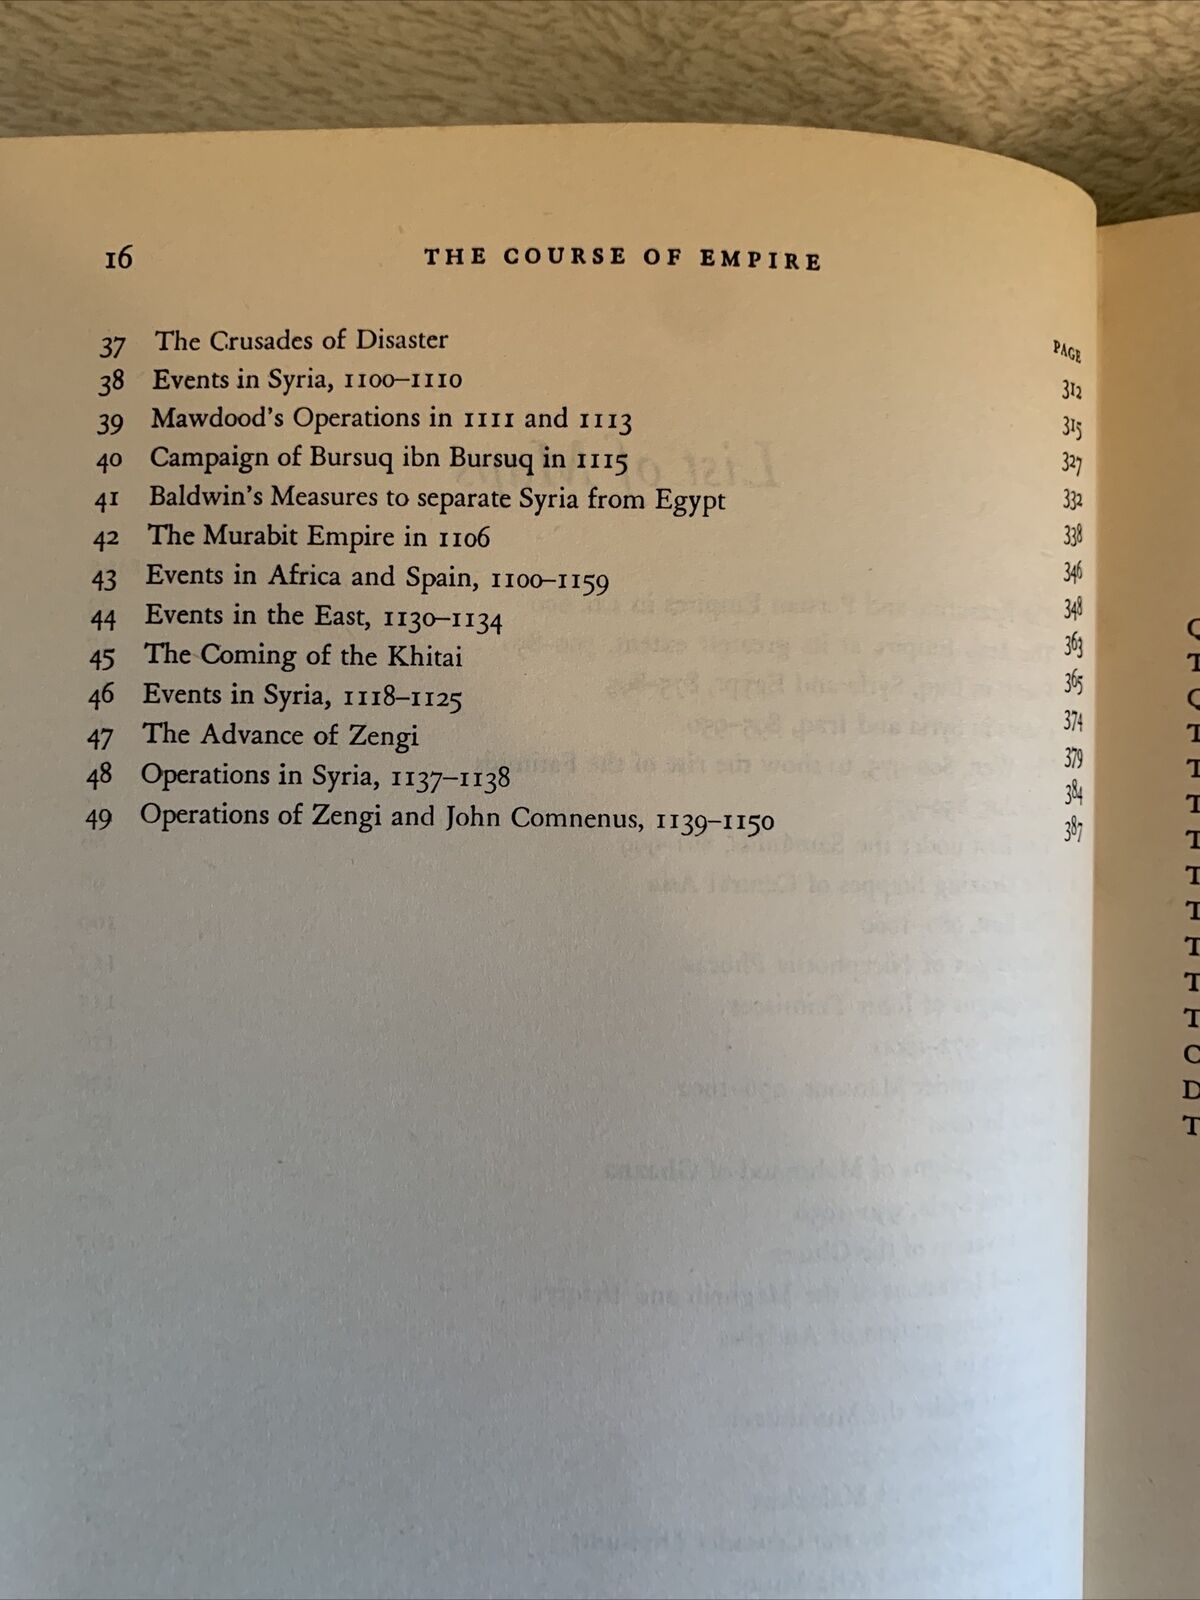 16 THE COURSE OF EMPIRE
PAGE
37 The Crusades of Disaster 312
38 Events in Syria, 1100–1110 315
39 Mawdood's Operations in 1111 and 1113 327
40 Campaign of Bursuq ibn Bursuq in 1115 332
41 Baldwin's Measures to separate Syria from Egypt 338
42 The Murabit Empire in 1106 346
43 Events in Africa and Spain, 1100–1159 348
44 Events in the East, 1130–1134 363
45 The Coming of the Khitai 365
46 Events in Syria, 1118–1125 374
47 The Advance of Zengi 379
48 Operations in Syria, 1137–1138 384
49 Operations of Zengi and John Comnenus, 1139–1150 387